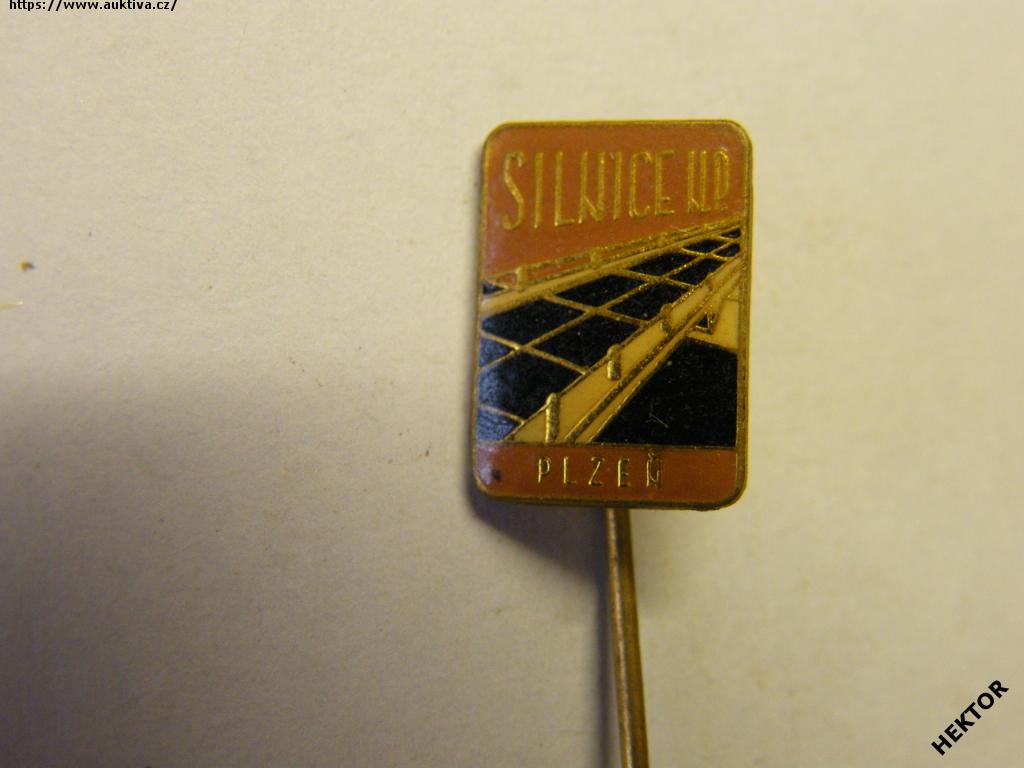 https://www.auktiva.cz/
SILNICE N.P.
PLZEŇ
HEKTOR